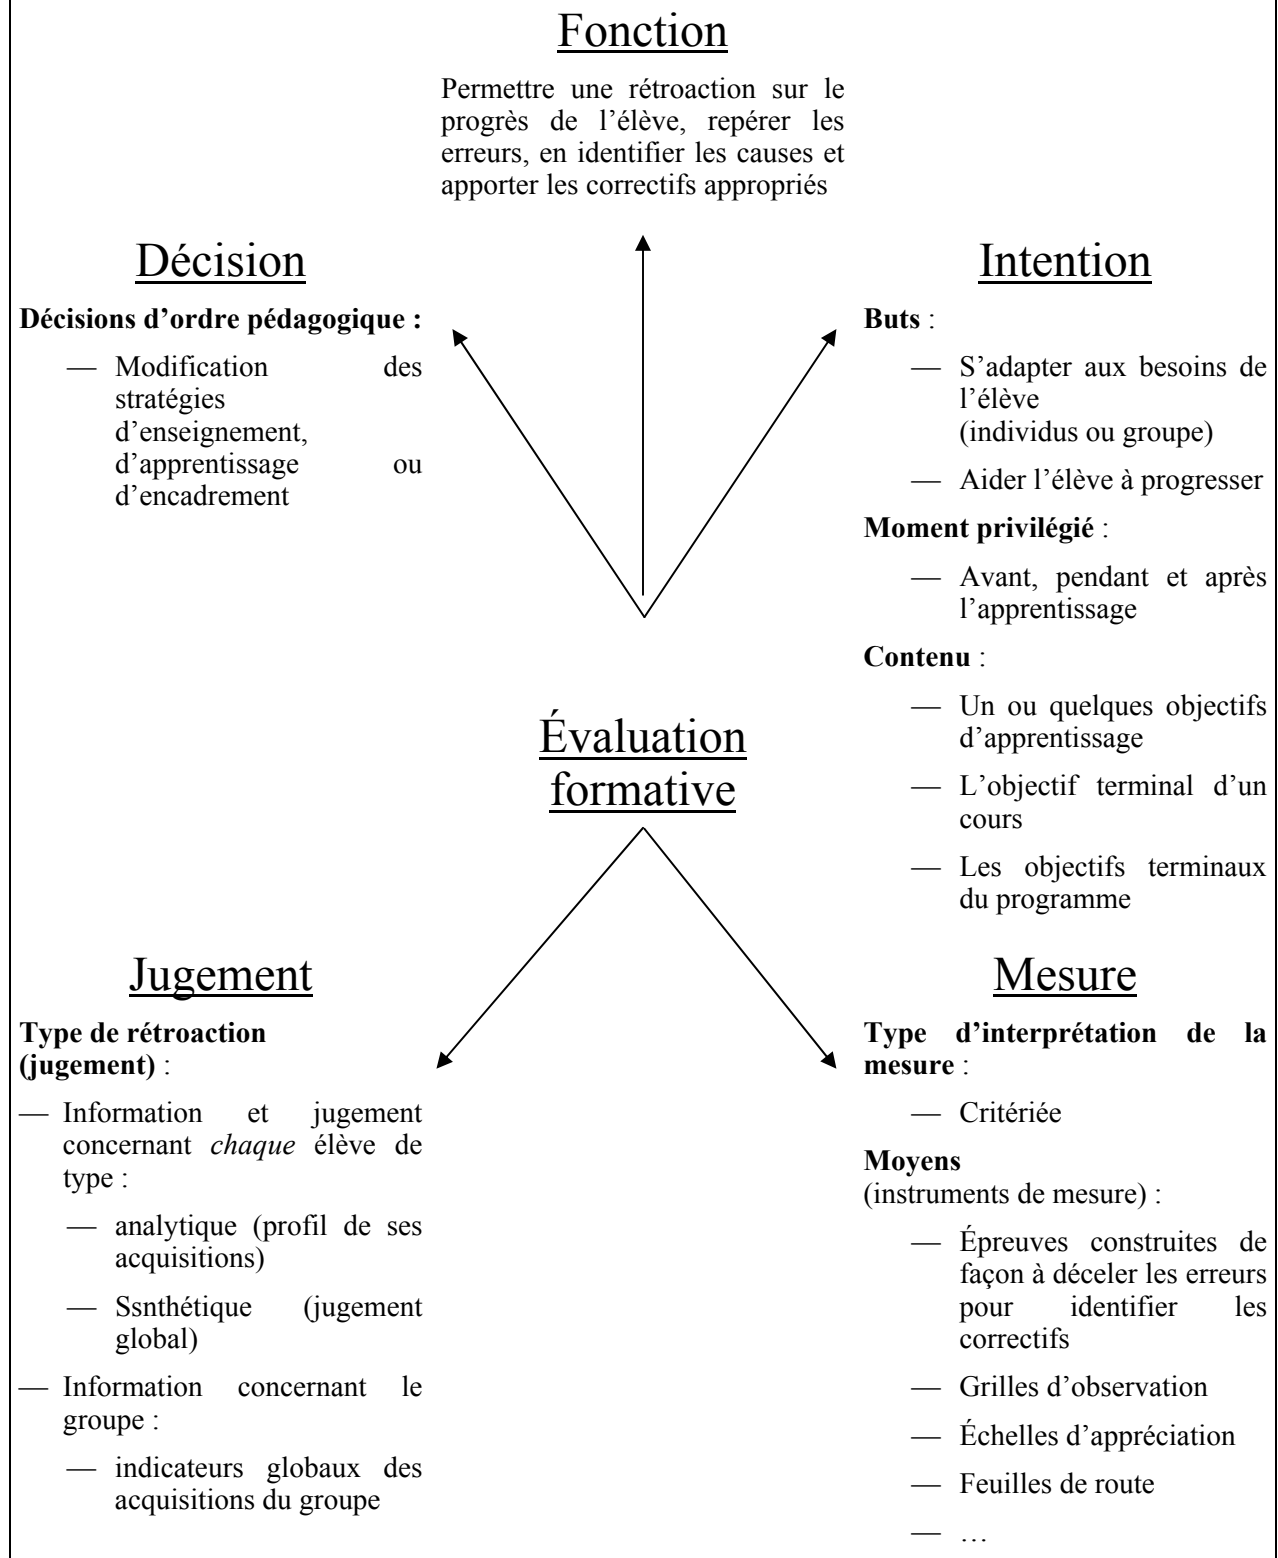 Fonction
Permettre une rétroaction sur le
progrès de l’élève, repérer les
erreurs, en identifier les causes et
apporter les correctifs appropriés
Décision
Décisions d’ordre pédagogique :
— Modification des
stratégies
d’enseignement,
d’apprentissage ou
d’encadrement
Intention
Buts :
— S’adapter aux besoins de
l’élève
(individus ou groupe)
— Aider l’élève à progresser
Moment privilégié :
— Avant, pendant et après
l’apprentissage
Contenu :
— Un ou quelques objectifs
d’apprentissage
— L’objectif terminal d’un
cours
— Les objectifs terminaux
du programme
Évaluation
formative
Jugement
Type de rétroaction
(jugement) :
— Information et jugement
concernant chaque élève de
type :
— analytique (profil de ses
acquisitions)
— Ssnthétique (jugement
global)
— Information concernant le
groupe :
— indicateurs globaux des
acquisitions du groupe
Mesure
Type d’interprétation de la
mesure :
— Critériée
Moyens
(instruments de mesure) :
— Épreuves construites de
façon à déceler les erreurs
pour identifier les
correctifs
— Grilles d’observation
— Échelles d’appréciation
— Feuilles de route
— …